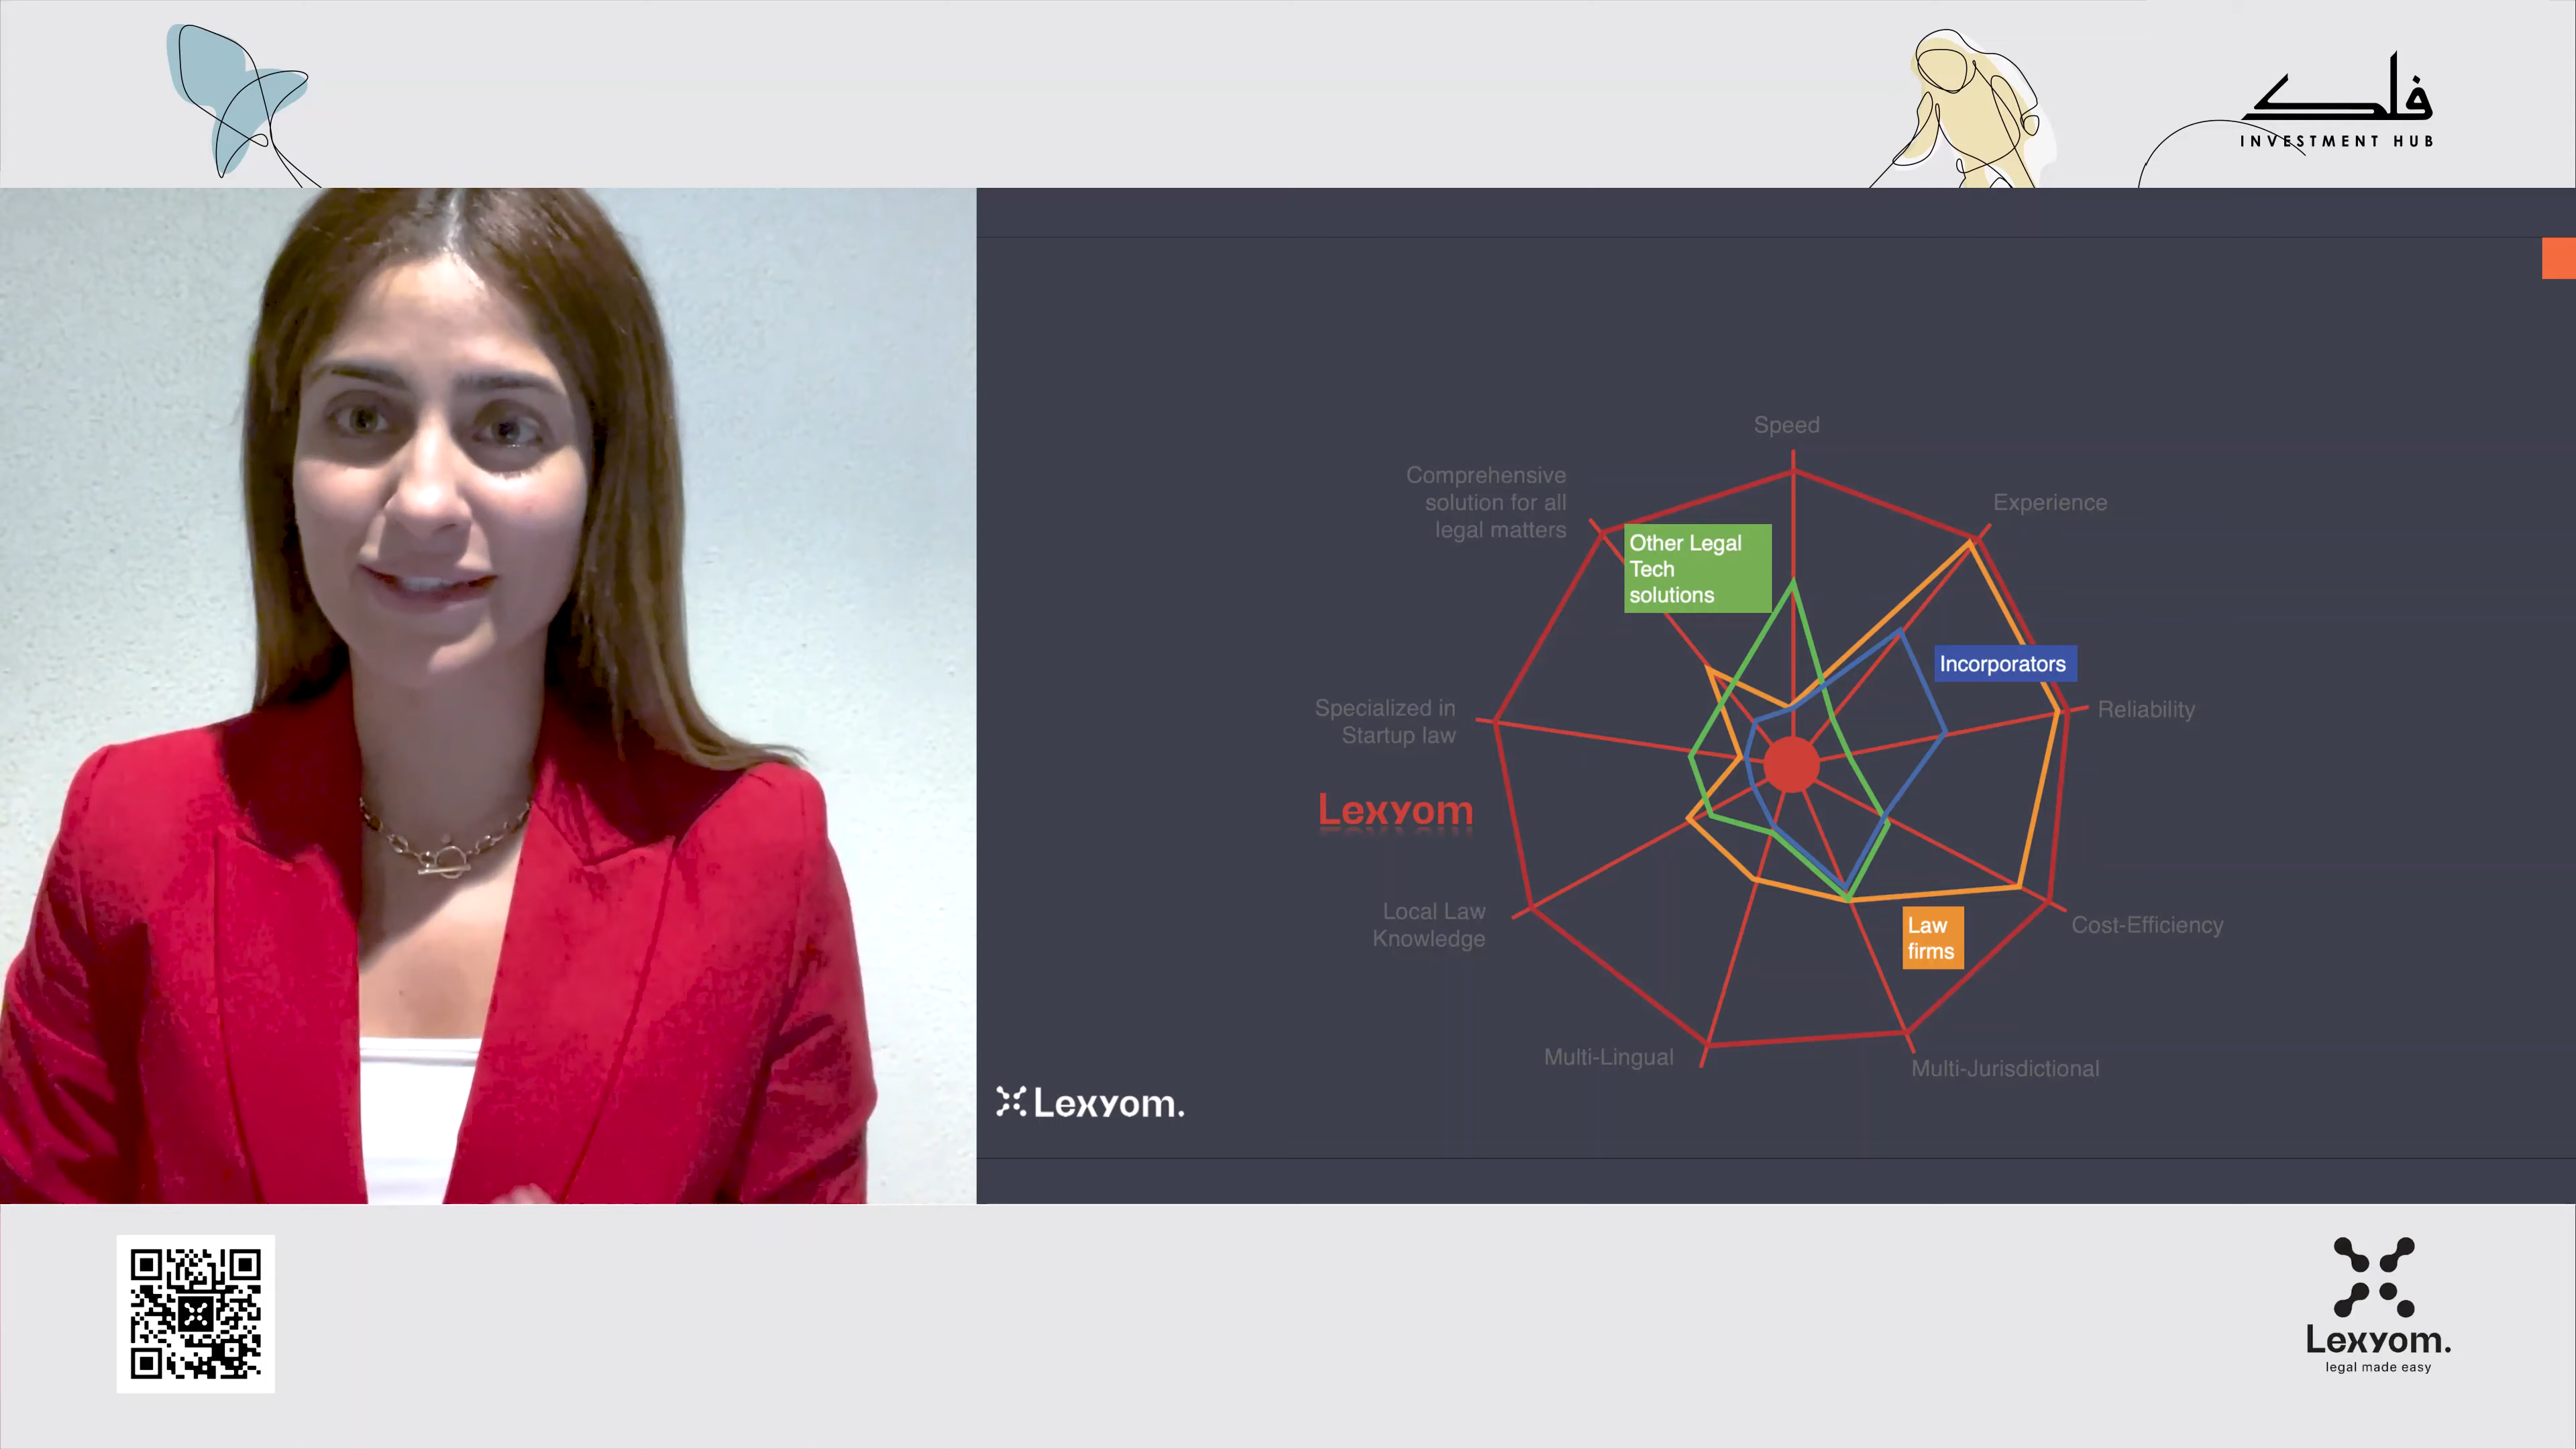 فلك
INVESTMENT HUB
Speed
Comprehensive
solution for all
legal matters
Experience
Other Legal
Tech
solutions
Incorporators
Specialized in
Startup law
Reliability
Lexyom
Local Law
Knowledge
Law
firms
Cost-Efficiency
Multi-Lingual
Multi-Jurisdictional
Lexyom.
Lexyom.
legal made easy